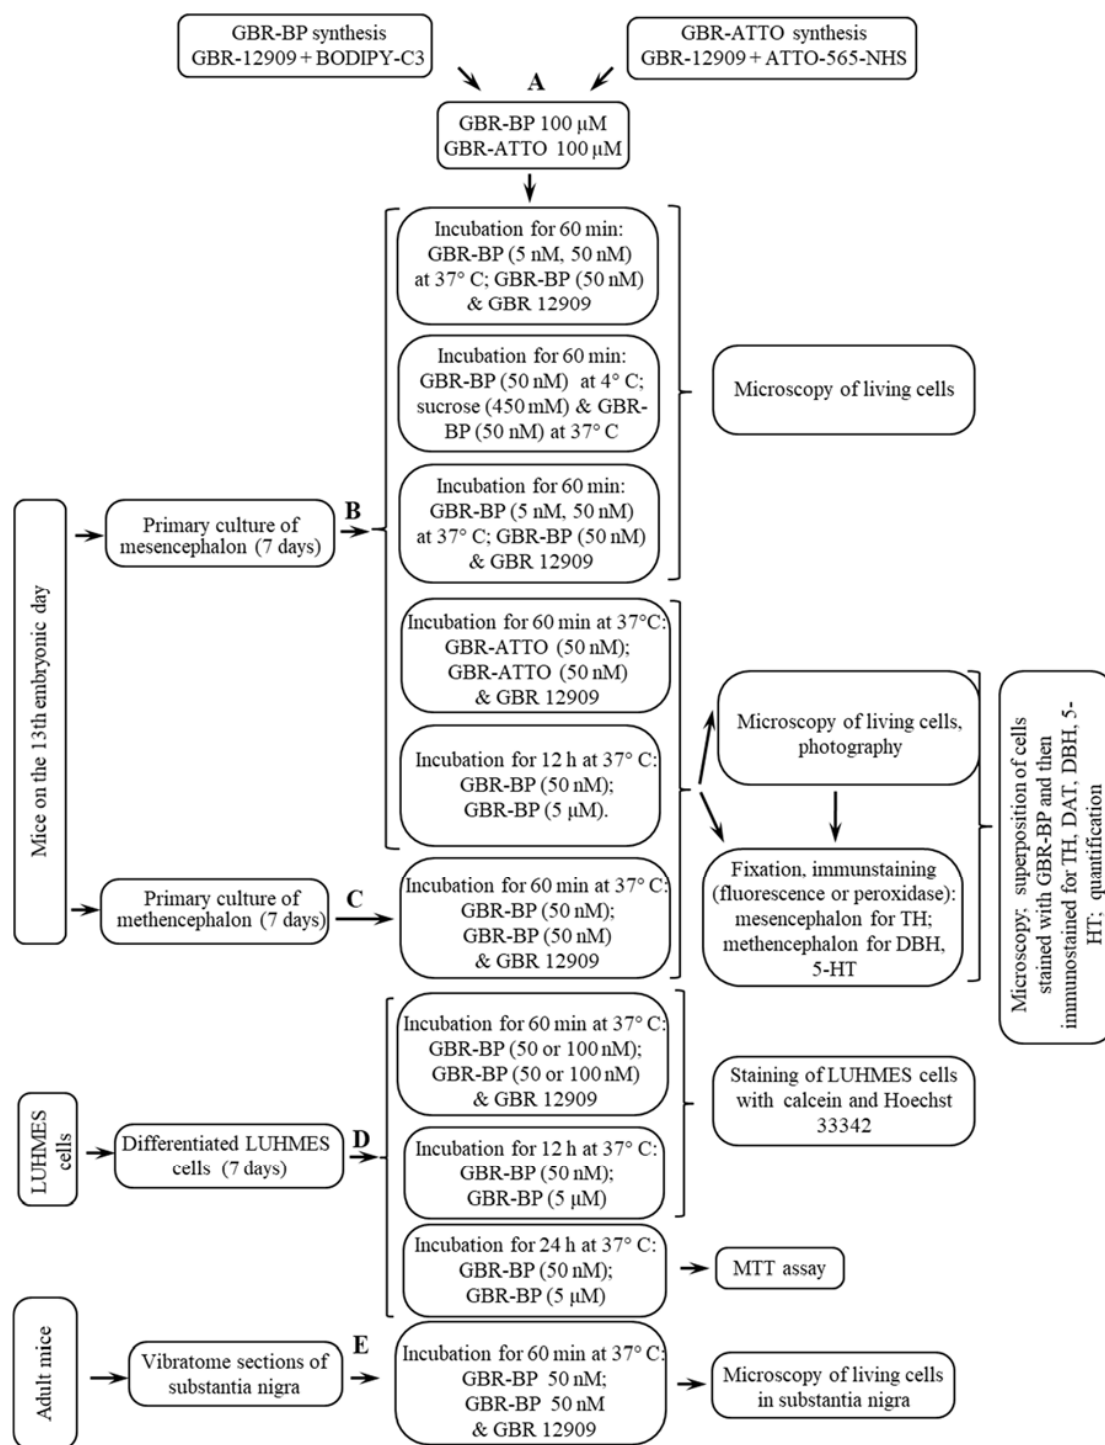 GBR-BP synthesis
GBR-12909 + BODIPY-C3
GBR-ATTO synthesis
GBR-12909 + ATTO-565-NHS
A
GBR-BP 100 μM
GBR-ATTO 100 μM
Incubation for 60 min:
GBR-BP (5 nM, 50 nM)
at 37° C; GBR-BP (50 nM)
& GBR 12909
Incubation for 60 min:
GBR-BP (50 nM) at 4° C;
sucrose (450 mM) & GBR-
BP (50 nM) at 37° C
Microscopy of living cells
Mice on the 13th embryonic day
Primary culture of
mesencephalon (7 days)
B
Incubation for 60 min:
GBR-BP (5 nM, 50 nM)
at 37° C; GBR-BP (50 nM)
& GBR 12909
Incubation for 60 min at 37°C:
GBR-ATTO (50 nM);
GBR-ATTO (50 nM)
& GBR 12909
Incubation for 12 h at 37° C:
GBR-BP (50 nM);
GBR-BP (5 μM).
Microscopy of living cells,
photography
Primary culture of
methencephalon (7 days)
C
Incubation for 60 min at 37° C:
GBR-BP (50 nM);
GBR-BP (50 nM)
& GBR 12909
Fixation, immunstaining
(fluorescence or peroxidase):
mesencephalon for TH;
methencephalon for DBH,
5-HT
Microscopy; superposition of cells
stained with GBR-BP and then
immunostained for TH, DAT, DBH, 5-
HT; quantification
LUHMES
cells
Differentiated LUHMES
cells (7 days)
D
Incubation for 60 min at 37° C:
GBR-BP (50 or 100 nM);
GBR-BP (50 or 100 nM)
& GBR 12909
Incubation for 12 h at 37° C:
GBR-BP (50 nM);
GBR-BP (5 μM)
Staining of LUHMES cells
with calcein and Hoechst
33342
Incubation for 24 h at 37° C:
GBR-BP (50 nM);
GBR-BP (5 μM)
MTT assay
Adult mice
Vibratome sections of
substantia nigra
E
Incubation for 60 min at 37° C:
GBR-BP 50 nM;
GBR-BP 50 nM
& GBR 12909
Microscopy of living cells
in substantia nigra